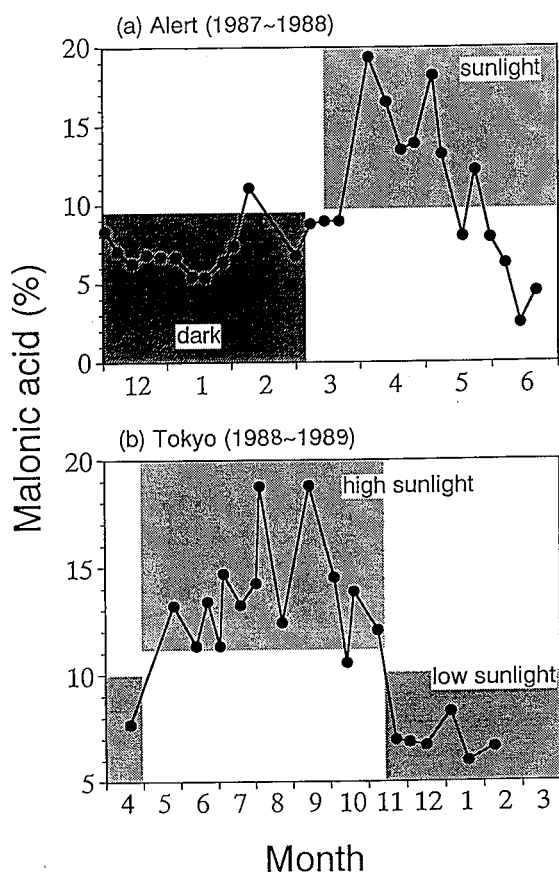 (a) Alert (1987~1988)
20
sunlight
15
10
5
dark
0
12 1 2 3 4 5 6
Malonic acid (%)
(b) Tokyo (1988~1989)
20
high sunlight
15
10
low sunlight
5
4 5 6 7 8 9 10 11 12 1 2 3
Month